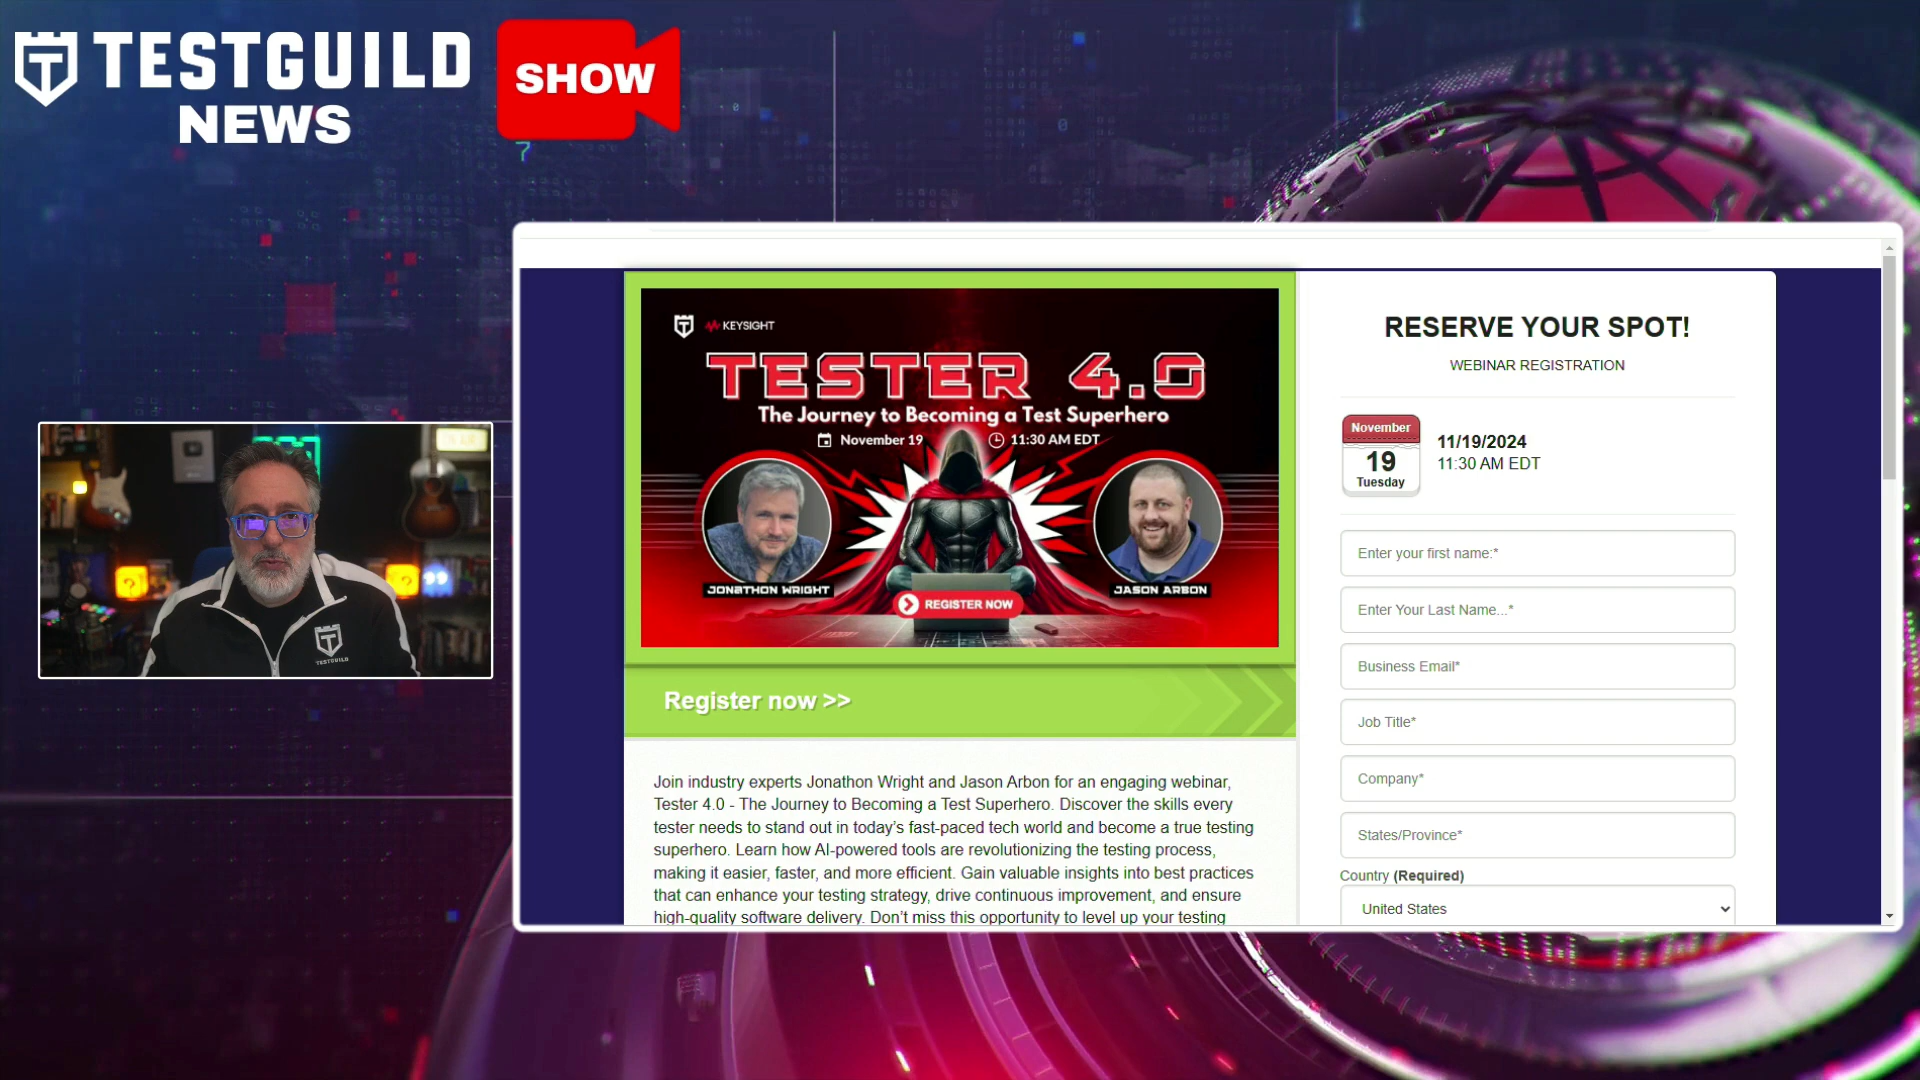 TESTGUILD
NEWS
SHOW
TESTGUILD
KEYSIGHT
TESTER 4.0
The Journey to Becoming a Test Superhero
November 19
11:30 AM EDT
JONATHON WRIGHT
JASON ARBON
REGISTER NOW
Register now >>
Join industry experts Jonathon Wright and Jason Arbon for an engaging webinar,
Tester 4.0 - The Journey to Becoming a Test Superhero. Discover the skills every
tester needs to stand out in today's fast-paced tech world and become a true testing
superhero. Learn how AI-powered tools are revolutionizing the testing process,
making it easier, faster, and more efficient. Gain valuable insights into best practices
that can enhance your testing strategy, drive continuous improvement, and ensure
high-quality software delivery. Don't miss this opportunity to level up your testing
RESERVE YOUR SPOT!
WEBINAR REGISTRATION
November
19
Tuesday
11/19/2024
11:30 AM EDT
Enter your first name:*
Enter Your Last Name...*
Business Email*
Job Title*
Company*
States/Province*
Country (Required)
United States